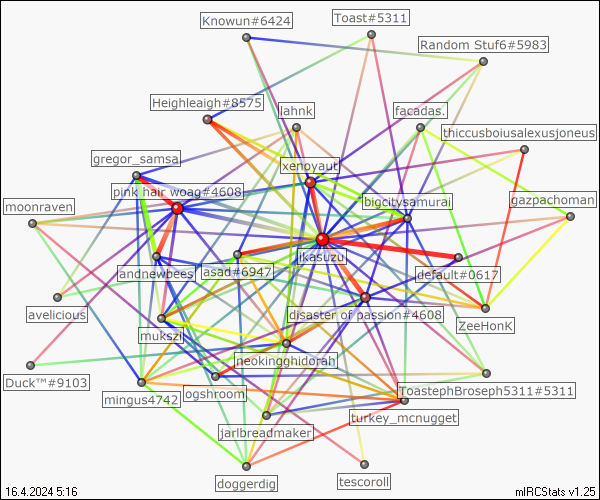 Knowun#6424
Toast#5311
Random Stuf6#5983
Heighleaigh#8575
lahnk
facadas.
thiccusboiusalexusjoneus
gregor_samsa
xenoyaut
pink hair woag#4608
bigcitysamurai
moonraven
gazpachoman
ikasuzu
andnewbees
asad#6947
default#0617
avelicious
disaster of passion#4608
ZeeHonK
mukszi
neokingghidorah
Duck™#9103
mingus4742
ogshroom
ToastephBroseph5311#5311
turkey_mcnugget
jarlbreadmaker
doggerdig
tescoroll
16.4.2024 5:16
mIRCStats v1.25